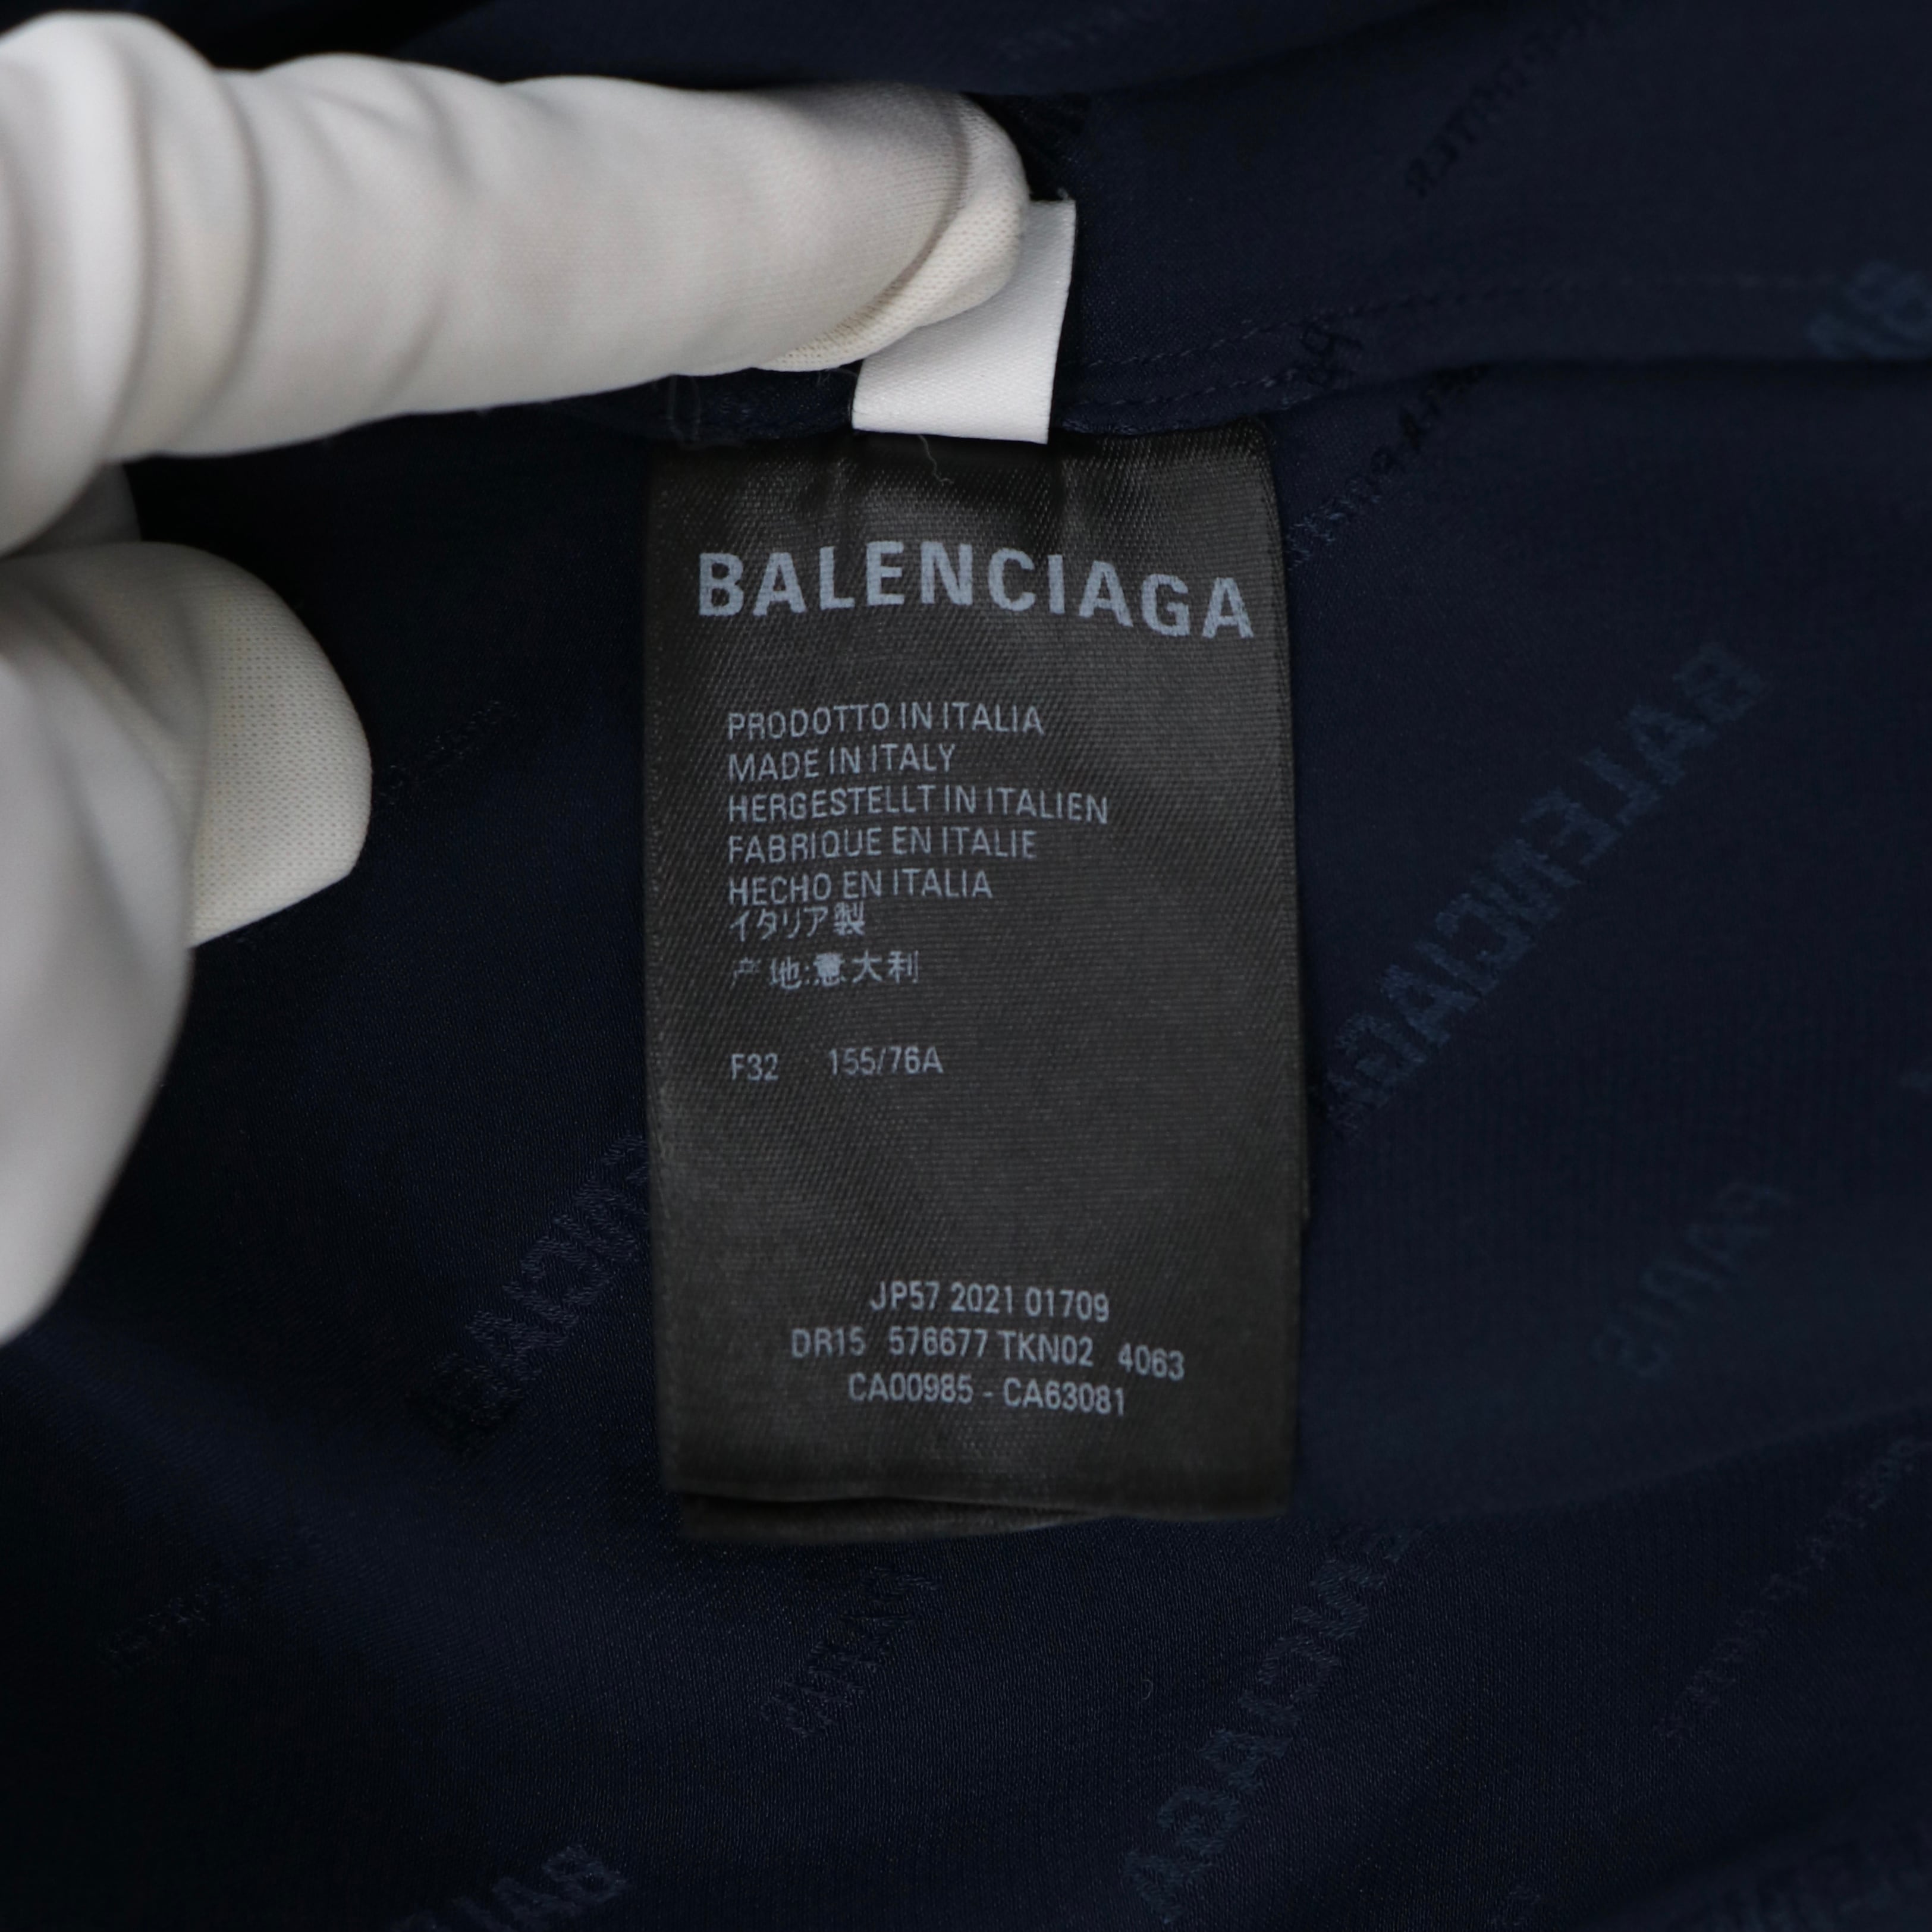 BALENCIAGA
PRODOTTO IN ITALIA
MADE IN ITALY
HERGESTELLT IN ITALIEN
FABRIQUE EN ITALIE
HECHO EN ITALIA
イタリア製
产地:意大利
F32 155/76A
JP57 2021 01709
DR15 576677 TKN02 4063
CA00985 - CA63081
BALENCIAGA
PARIS